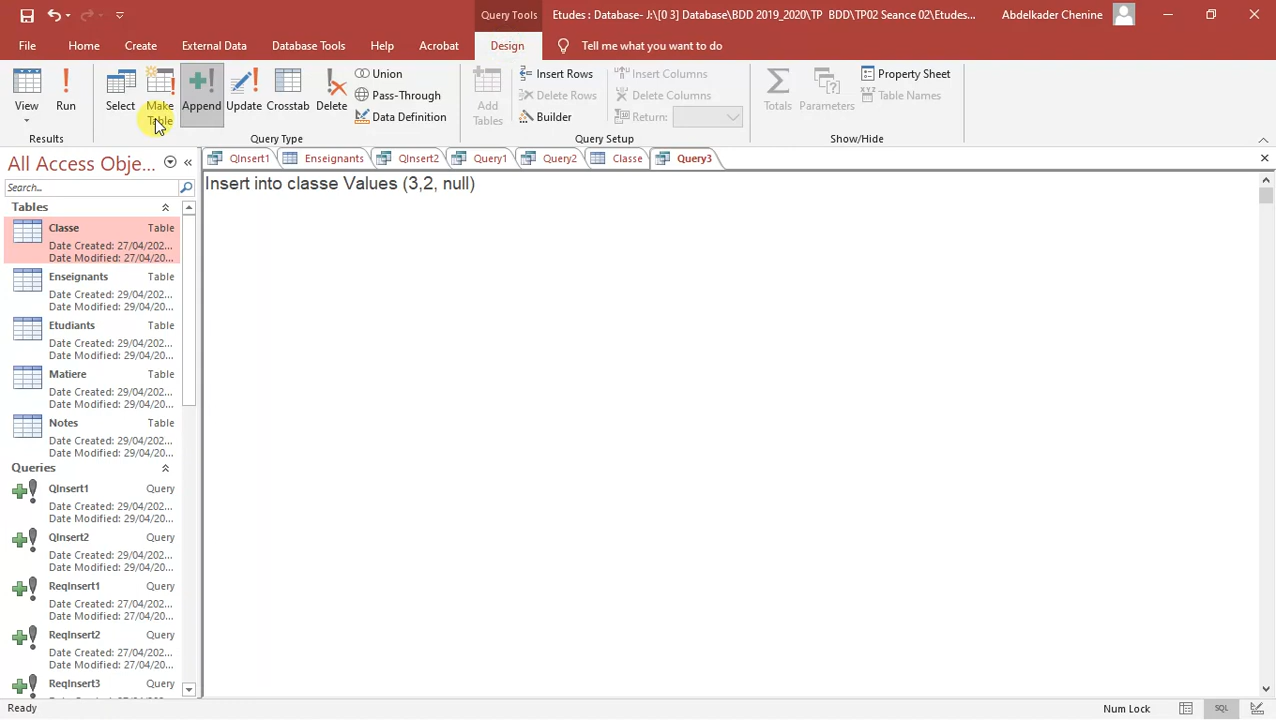 Query Tools
Etudes : Database- J:\[0 3] Database\BDD 2019_2020\TP BDD\TP02 Seance 02\Etudes...
Abdelkader Chenine
File
Home
Create
External Data
Database Tools
Help
Acrobat
Design
Tell me what you want to do
View
Run
Select
Make
Table
Append
Update
Crosstab
Delete
Union
Pass-Through
Data Definition
Add
Tables
Insert Rows
Delete Rows
Builder
Insert Columns
Delete Columns
Return:
Totals
Parameters
Property Sheet
Table Names
Results
Query Type
Query Setup
Show/Hide
All Access Obje...
QInsert1
Enseignants
QInsert2
Query1
Query2
Classe
Query3
Search...
Insert into classe Values (3,2, null)
Tables
Classe Table
Date Created: 27/04/202...
Date Modified: 27/04/20...
Enseignants Table
Date Created: 29/04/202...
Date Modified: 29/04/20...
Etudiants Table
Date Created: 29/04/202...
Date Modified: 29/04/20...
Matiere Table
Date Created: 29/04/202...
Date Modified: 29/04/20...
Notes Table
Date Created: 29/04/202...
Date Modified: 29/04/20...
Queries
QInsert1 Query
Date Created: 29/04/202...
Date Modified: 29/04/20...
QInsert2 Query
Date Created: 29/04/202...
Date Modified: 29/04/20...
ReqInsert1 Query
Date Created: 27/04/202...
Date Modified: 27/04/20...
ReqInsert2 Query
Date Created: 27/04/202...
Date Modified: 27/04/20...
ReqInsert3 Query
Ready
Num Lock
SQL